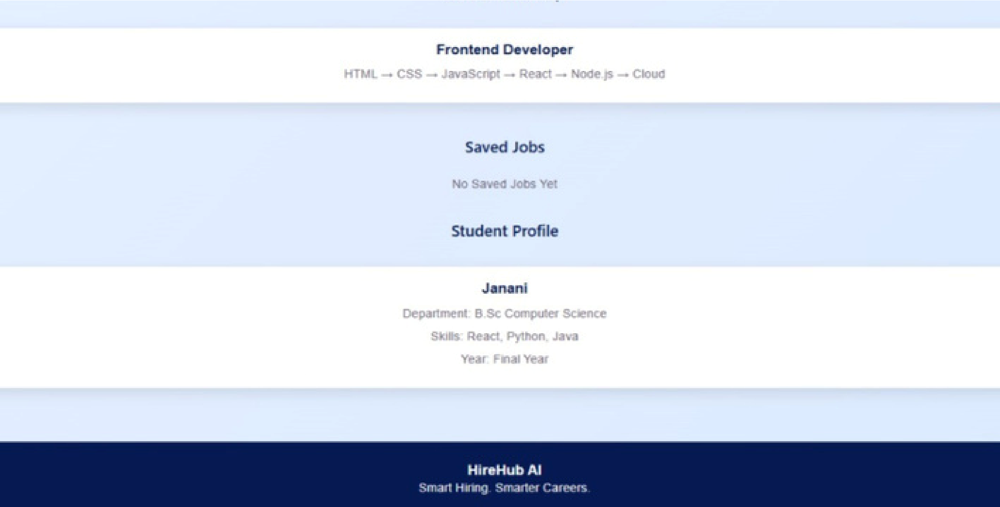 Frontend Developer
HTML → CSS → JavaScript → React → Node.js → Cloud
Saved Jobs
No Saved Jobs Yet
Student Profile
Janani
Department: B.Sc Computer Science
Skills: React, Python, Java
Year: Final Year
HireHub AI
Smart Hiring. Smarter Careers.